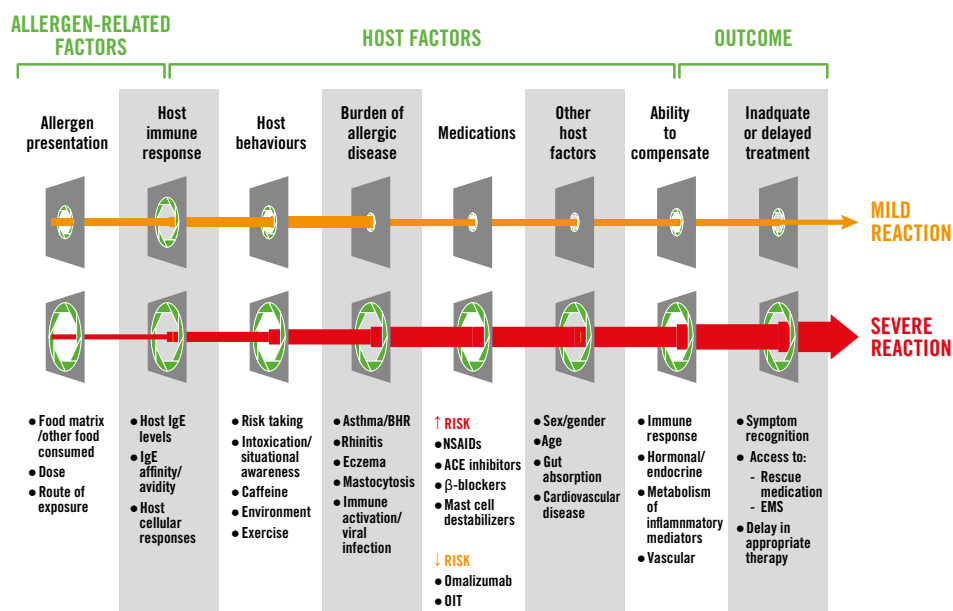 ALLERGEN-RELATED
FACTORS
HOST FACTORS
OUTCOME
Allergen
presentation
Host
immune
response
Host
behaviours
Burden of
allergic
disease
Medications
Other
host
factors
Ability
to
compensate
Inadquate
or delayed
treatment
MILD
REACTION
SEVERE
REACTION
● Food matrix
/other food
consumed
● Dose
● Route of
exposure
● Host IgE
levels
● IgE
affinity/
avidity
● Host
cellular
responses
● Risk taking
● Intoxication/
situational
awareness
● Caffeine
● Environment
● Exercise
● Asthma/BHR
● Rhinitis
● Eczema
● Mastocytosis
● Immune
activation/
viral
infection
↑ RISK
● NSAIDs
● ACE inhibitors
● β-blockers
● Mast cell
destabilizers
↓ RISK
● Omalizumab
● OIT
● Sex/gender
● Age
● Gut
absorption
● Cardiovascular
disease
● Immune
response
● Hormonal/
endocrine
● Metabolism
of
inflamnmatory
mediators
● Vascular
● Symptom
recognition
● Access to:
- Rescue
medication
- EMS
● Delay in
appropriate
therapy